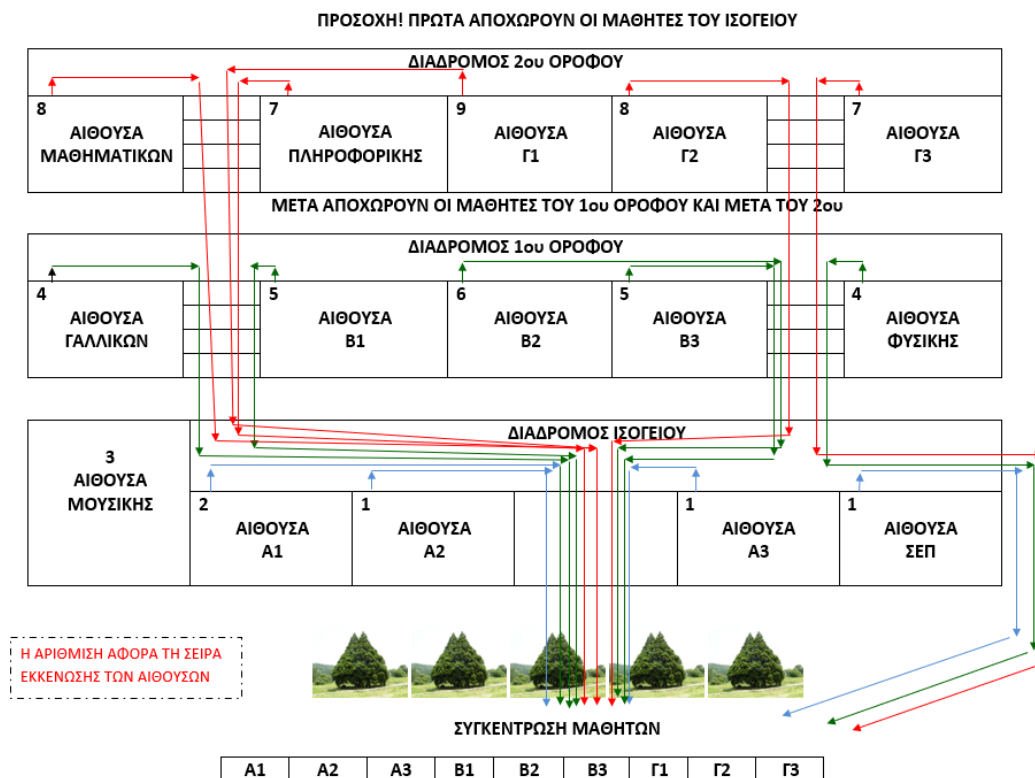 ΠΡΟΣΟΧΗ! ΠΡΩΤΑ ΑΠΟΧΩΡΟΥΝ ΟΙ ΜΑΘΗΤΕΣ ΤΟΥ ΙΣΟΓΕΙΟΥ
ΔΙΑΔΡΟΜΟΣ 2ου ΟΡΟΦΟΥ
8
ΑΙΘΟΥΣΑ
ΜΑΘΗΜΑΤΙΚΩΝ
7
ΑΙΘΟΥΣΑ
ΠΛΗΡΟΦΟΡΙΚΗΣ
9
ΑΙΘΟΥΣΑ
Γ1
8
ΑΙΘΟΥΣΑ
Γ2
7
ΑΙΘΟΥΣΑ
Γ3
ΜΕΤΑ ΑΠΟΧΩΡΟΥΝ ΟΙ ΜΑΘΗΤΕΣ ΤΟΥ 1ου ΟΡΟΦΟΥ ΚΑΙ ΜΕΤΑ ΤΟΥ 2ου
ΔΙΑΔΡΟΜΟΣ 1ου ΟΡΟΦΟΥ
4
ΑΙΘΟΥΣΑ
ΓΑΛΛΙΚΩΝ
5
ΑΙΘΟΥΣΑ
Β1
6
ΑΙΘΟΥΣΑ
Β2
5
ΑΙΘΟΥΣΑ
Β3
4
ΑΙΘΟΥΣΑ
ΦΥΣΙΚΗΣ
ΔΙΑΔΡΟΜΟΣ ΙΣΟΓΕΙΟΥ
3
ΑΙΘΟΥΣΑ
ΜΟΥΣΙΚΗΣ
2
ΑΙΘΟΥΣΑ
Α1
1
ΑΙΘΟΥΣΑ
Α2
1
ΑΙΘΟΥΣΑ
Α3
1
ΑΙΘΟΥΣΑ
ΣΕΠ
Η ΑΡΙΘΜΙΣΗ ΑΦΟΡΑ ΤΗ ΣΕΙΡΑ
ΕΚΚΕΝΩΣΗΣ ΤΩΝ ΑΙΘΟΥΣΩΝ
ΣΥΓΚΕΝΤΡΩΣΗ ΜΑΘΗΤΩΝ
Α1 Α2 Α3 Β1 Β2 Β3 Γ1 Γ2 Γ3